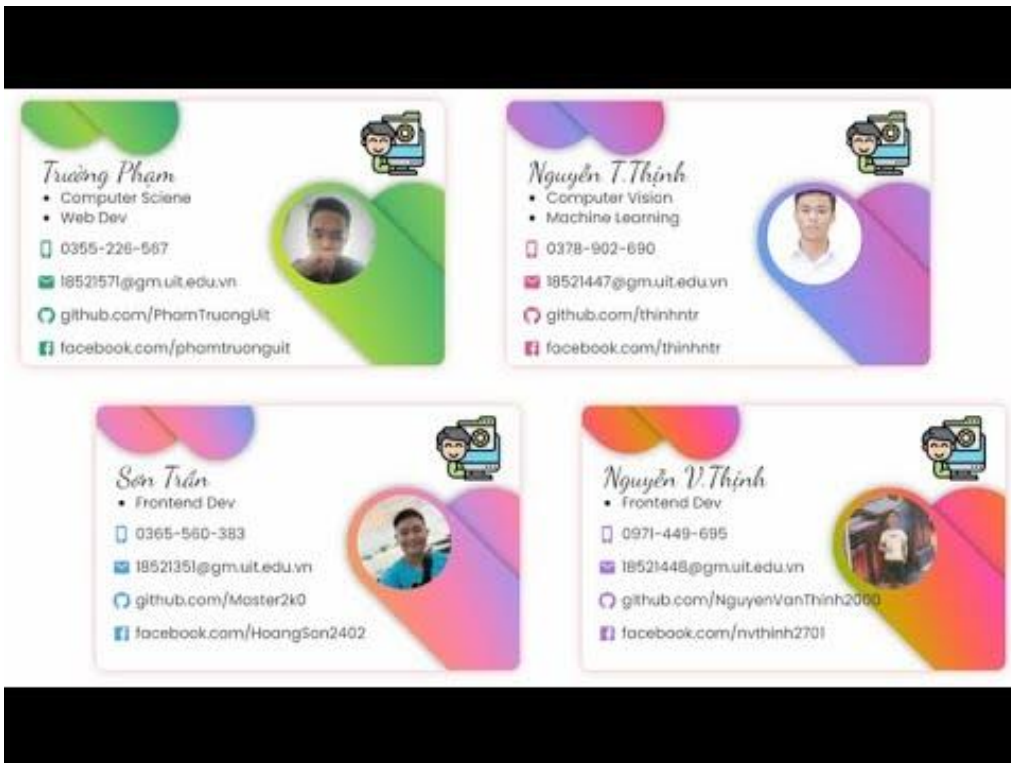 Trường Phạm
Computer Sciene
Web Dev
0355-226-567
18521571@gm.uit.edu.vn
github.com/PhamTruongUit
facebook.com/phamtruonguit
Nguyễn T.Thịnh
Computer Vision
Machine Learning
0378-902-690
18521447@gm.uit.edu.vn
github.com/thinhntr
facebook.com/thinhntr
Sơn Trần
Frontend Dev
0365-560-383
18521351@gm.uit.edu.vn
github.com/Master2k0
facebook.com/HoangSon2402
Nguyễn V.Thịnh
Frontend Dev
0971-449-695
18521448@gm.uit.edu.vn
github.com/NguyenVanThinh2000
facebook.com/nvthinh2701